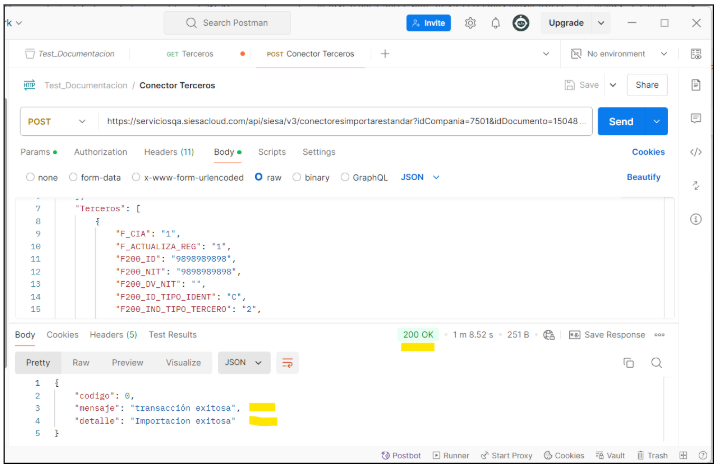 rk
Search Postman
Invite
Upgrade
Test_Documentacion
GET Terceros
POST Conector Terceros
No environment
HTTP Test_Documentacion / Conector Terceros
Save
Share
POST
https://serviciosqa.siesacloud.com/api/siesa/v3/conectoresimportarestandar?idCompania=7501&idDocumento=15048 ...
Send
Params Authorization Headers (11) Body Scripts Settings
Cookies
none form-data x-www-form-urlencoded raw binary GraphQL JSON
Beautify
7 "Terceros": [
8 {
9 "F_CIA": "1",
10 "F_ACTUALIZA_REG": "1",
11 "F200_ID": "9898989898",
12 "F200_NIT": "9898989898",
13 "F200_DV_NIT": "",
14 "F200_ID_TIPO_IDENT": "C",
15 "F200_IND_TIPO_TERCERO": "2",
Body Cookies Headers (5) Test Results
200 OK 1 m 8.52 s 251 B Save Response
Pretty Raw Preview Visualize JSON
1 {
2 "codigo": 0,
3 "mensaje": "transacción exitosa",
4 "detalle": "Importacion exitosa"
5 }
Postbot Runner Start Proxy Cookies Vault Trash